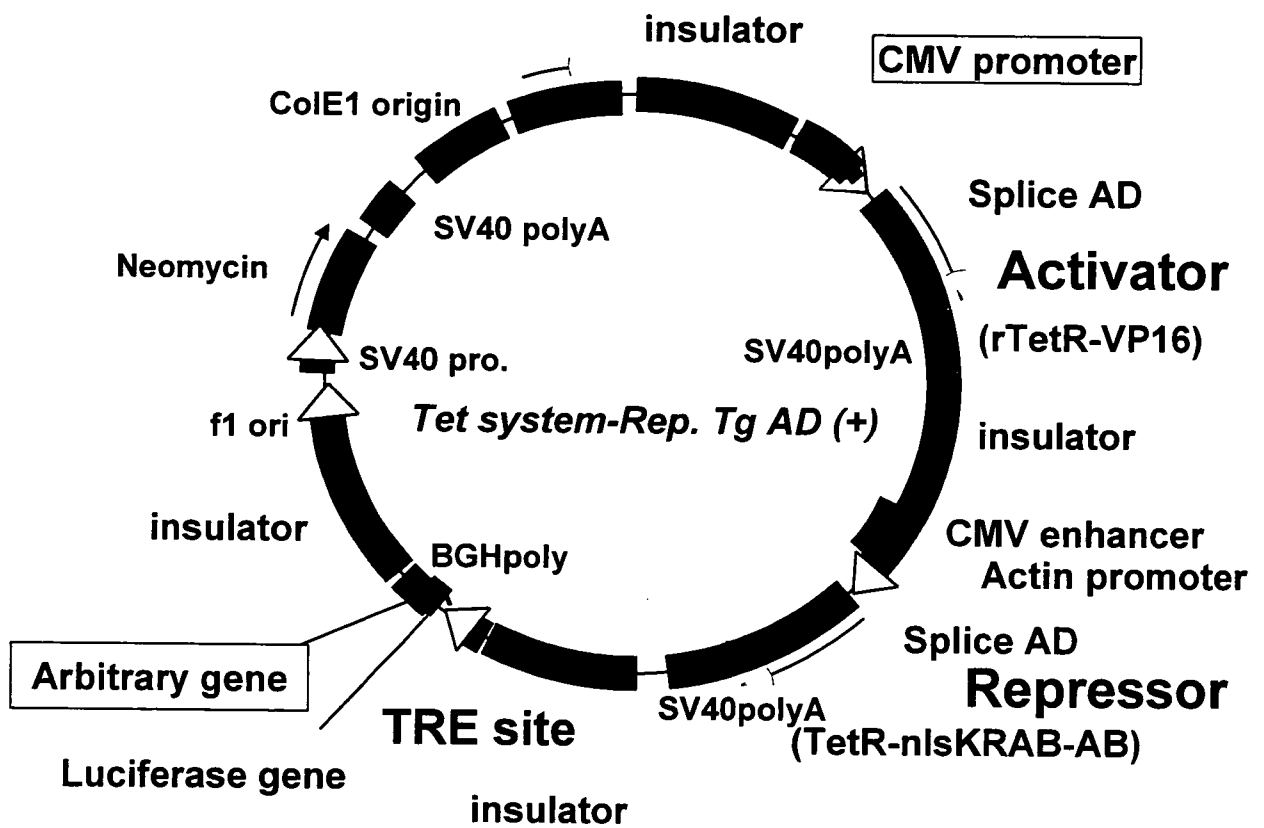 insulator
CMV promoter
ColE1 origin
Splice AD
SV40 polyA
Neomycin
Activator
(rTetR-VP16)
SV40polyA
SV40 pro.
Tet system-Rep. Tg AD (+)
f1 ori
insulator
insulator
CMV enhancer
BGHpoly
Actin promoter
Splice AD
Arbitrary gene
Repressor
SV40polyA
TRE site
(TetR-nlsKRAB-AB)
Luciferase gene
insulator